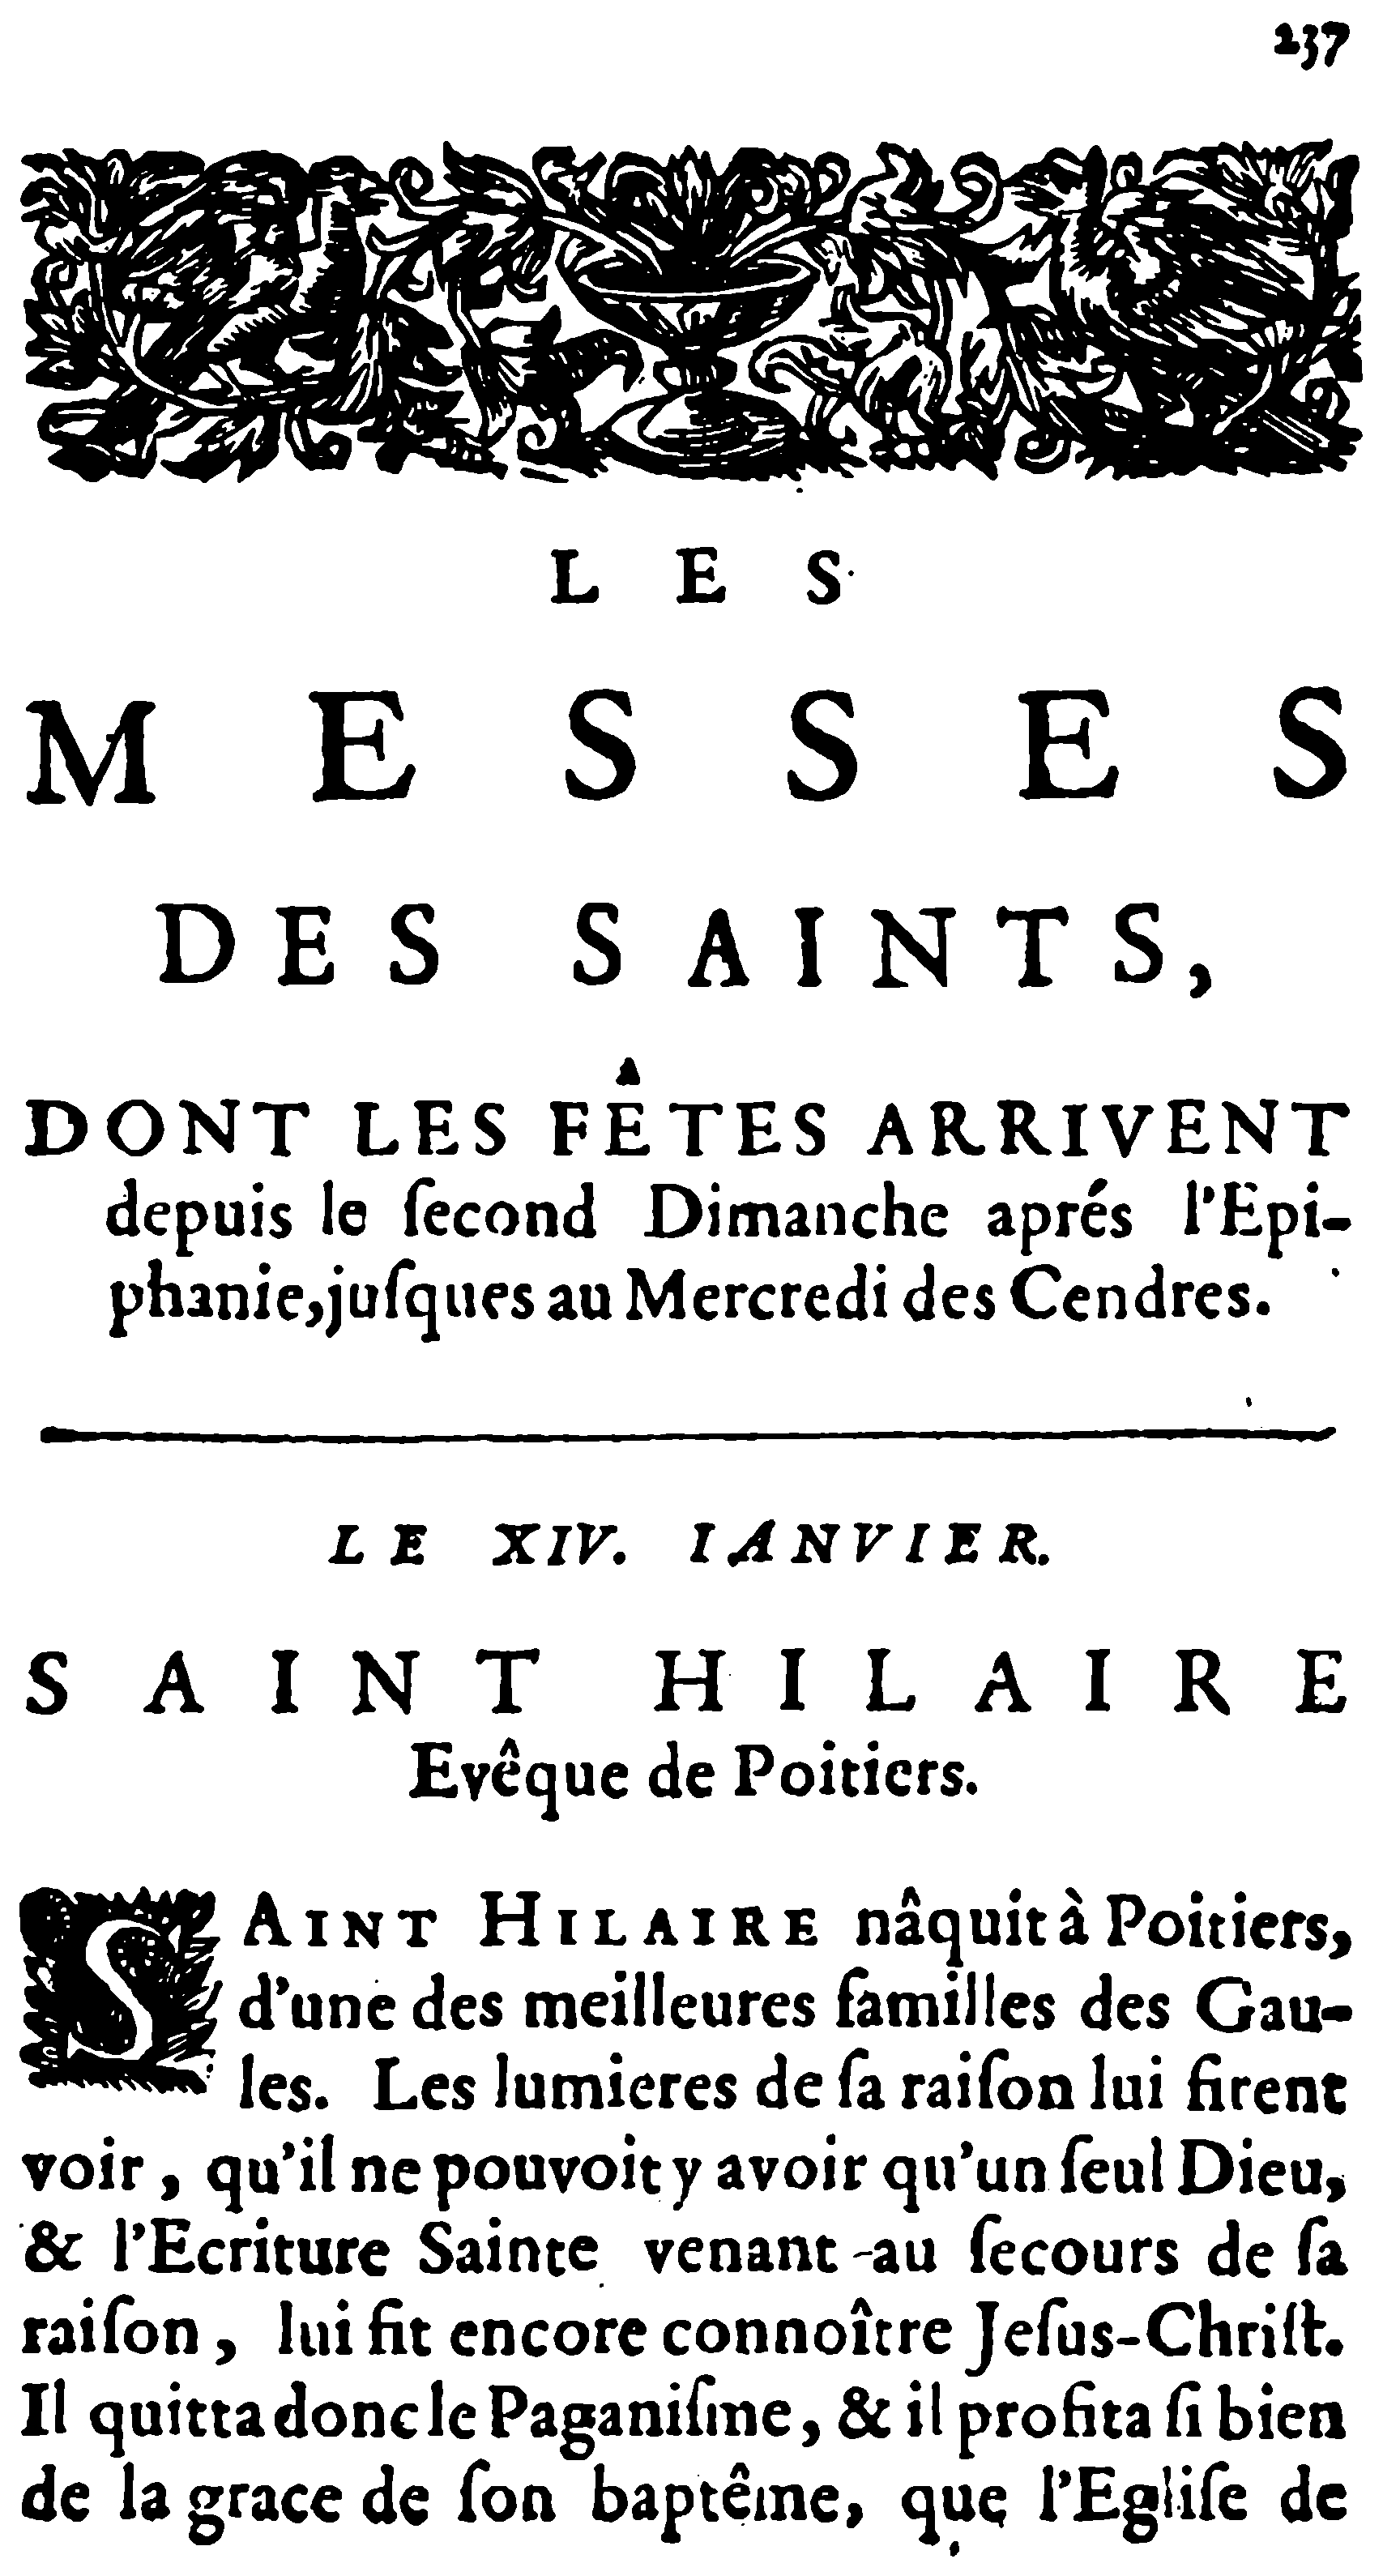 237
LES
MESSES
DES SAINTS,
DONT LES FÊTES ARRIVENT
depuis le ſecond Dimanche aprés l'Epi-
phanie, juſques au Mercredi des Cendres.
LE XIV. IANVIER.
SAINT HILAIRE
Evêque de Poitiers.
SAINT HILAIRE nâquit à Poitiers,
d'une des meilleures familles des Gau-
les. Les lumieres de ſa raiſon lui firent
voir, qu'il ne pouvoit y avoir qu'un ſeul Dieu,
& l'Ecriture Sainte venant au ſecours de ſa
raiſon, lui fit encore connoître Jeſus-Chriſt.
Il quitta donc le Paganiſme, & il profita ſi bien
de la grace de ſon baptême, que l'Egliſe de